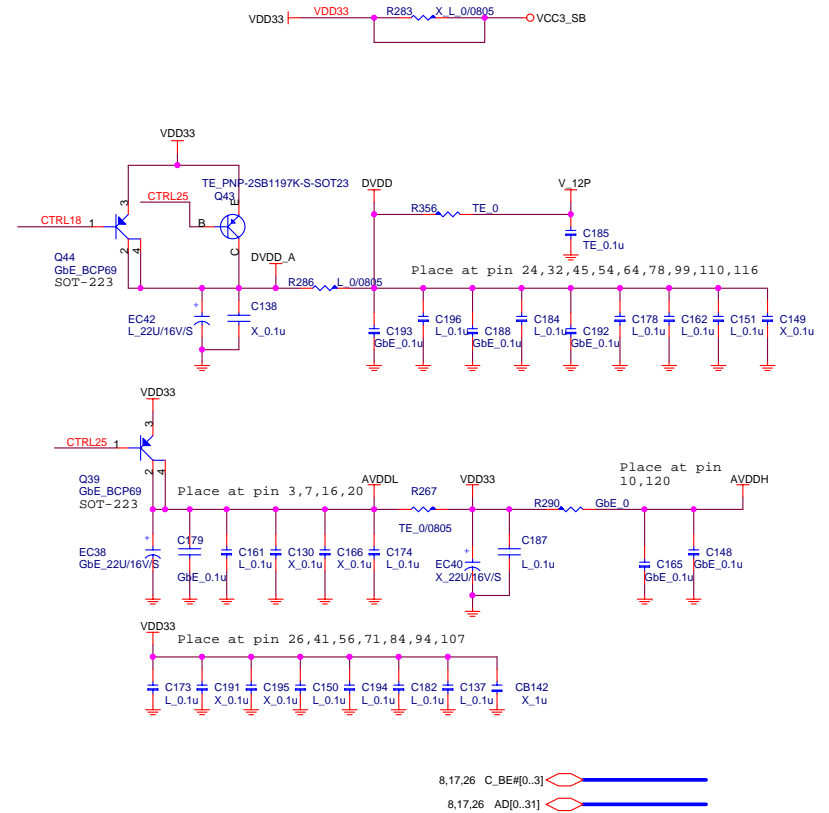 VDD33 VDD33 R283 X_L_0/0805 VCC3_SB
VDD33
TE_PNP-2SB1197K-S-SOT23 DVDD V_12P
3 CTRL25 Q43 E
R356 TE_0
CTRL18 1 B
C185
TE_0.1u
2 4 C
Q44
GbE_BCP69
SOT-223
DVDD_A
R286 L_0/0805
Place at pin 24,32,45,54,64,78,99,110,116
+
EC42
L_22U/16V/S
C138
X_0.1u
C193
GbE_0.1u
C196
L_0.1u
C188
GbE_0.1u
C184
L_0.1u
C192
GbE_0.1u
C178
L_0.1u
C162
L_0.1u
C151
L_0.1u
C149
X_0.1u
VDD33
3
CTRL25 1
2 4
Q39
GbE_BCP69
SOT-223
Place at pin 3,7,16,20
AVDDL
R267
TE_0/0805
VDD33
R290 GbE_0
Place at pin
10,120
AVDDH
+
EC38
GbE_22U/16V/S
C179
GbE_0.1u
C161
L_0.1u
C130
X_0.1u
C166
X_0.1u
C174
L_0.1u
+
EC40
X_22U/16V/S
C187
L_0.1u
C165
GbE_0.1u
C148
GbE_0.1u
VDD33
Place at pin 26,41,56,71,84,94,107
C173
L_0.1u
C191
X_0.1u
C195
X_0.1u
C150
L_0.1u
C194
L_0.1u
C182
L_0.1u
C137
L_0.1u
CB142
X_1u
8,17,26 C_BE#[0..3]
8,17,26 AD[0..31]